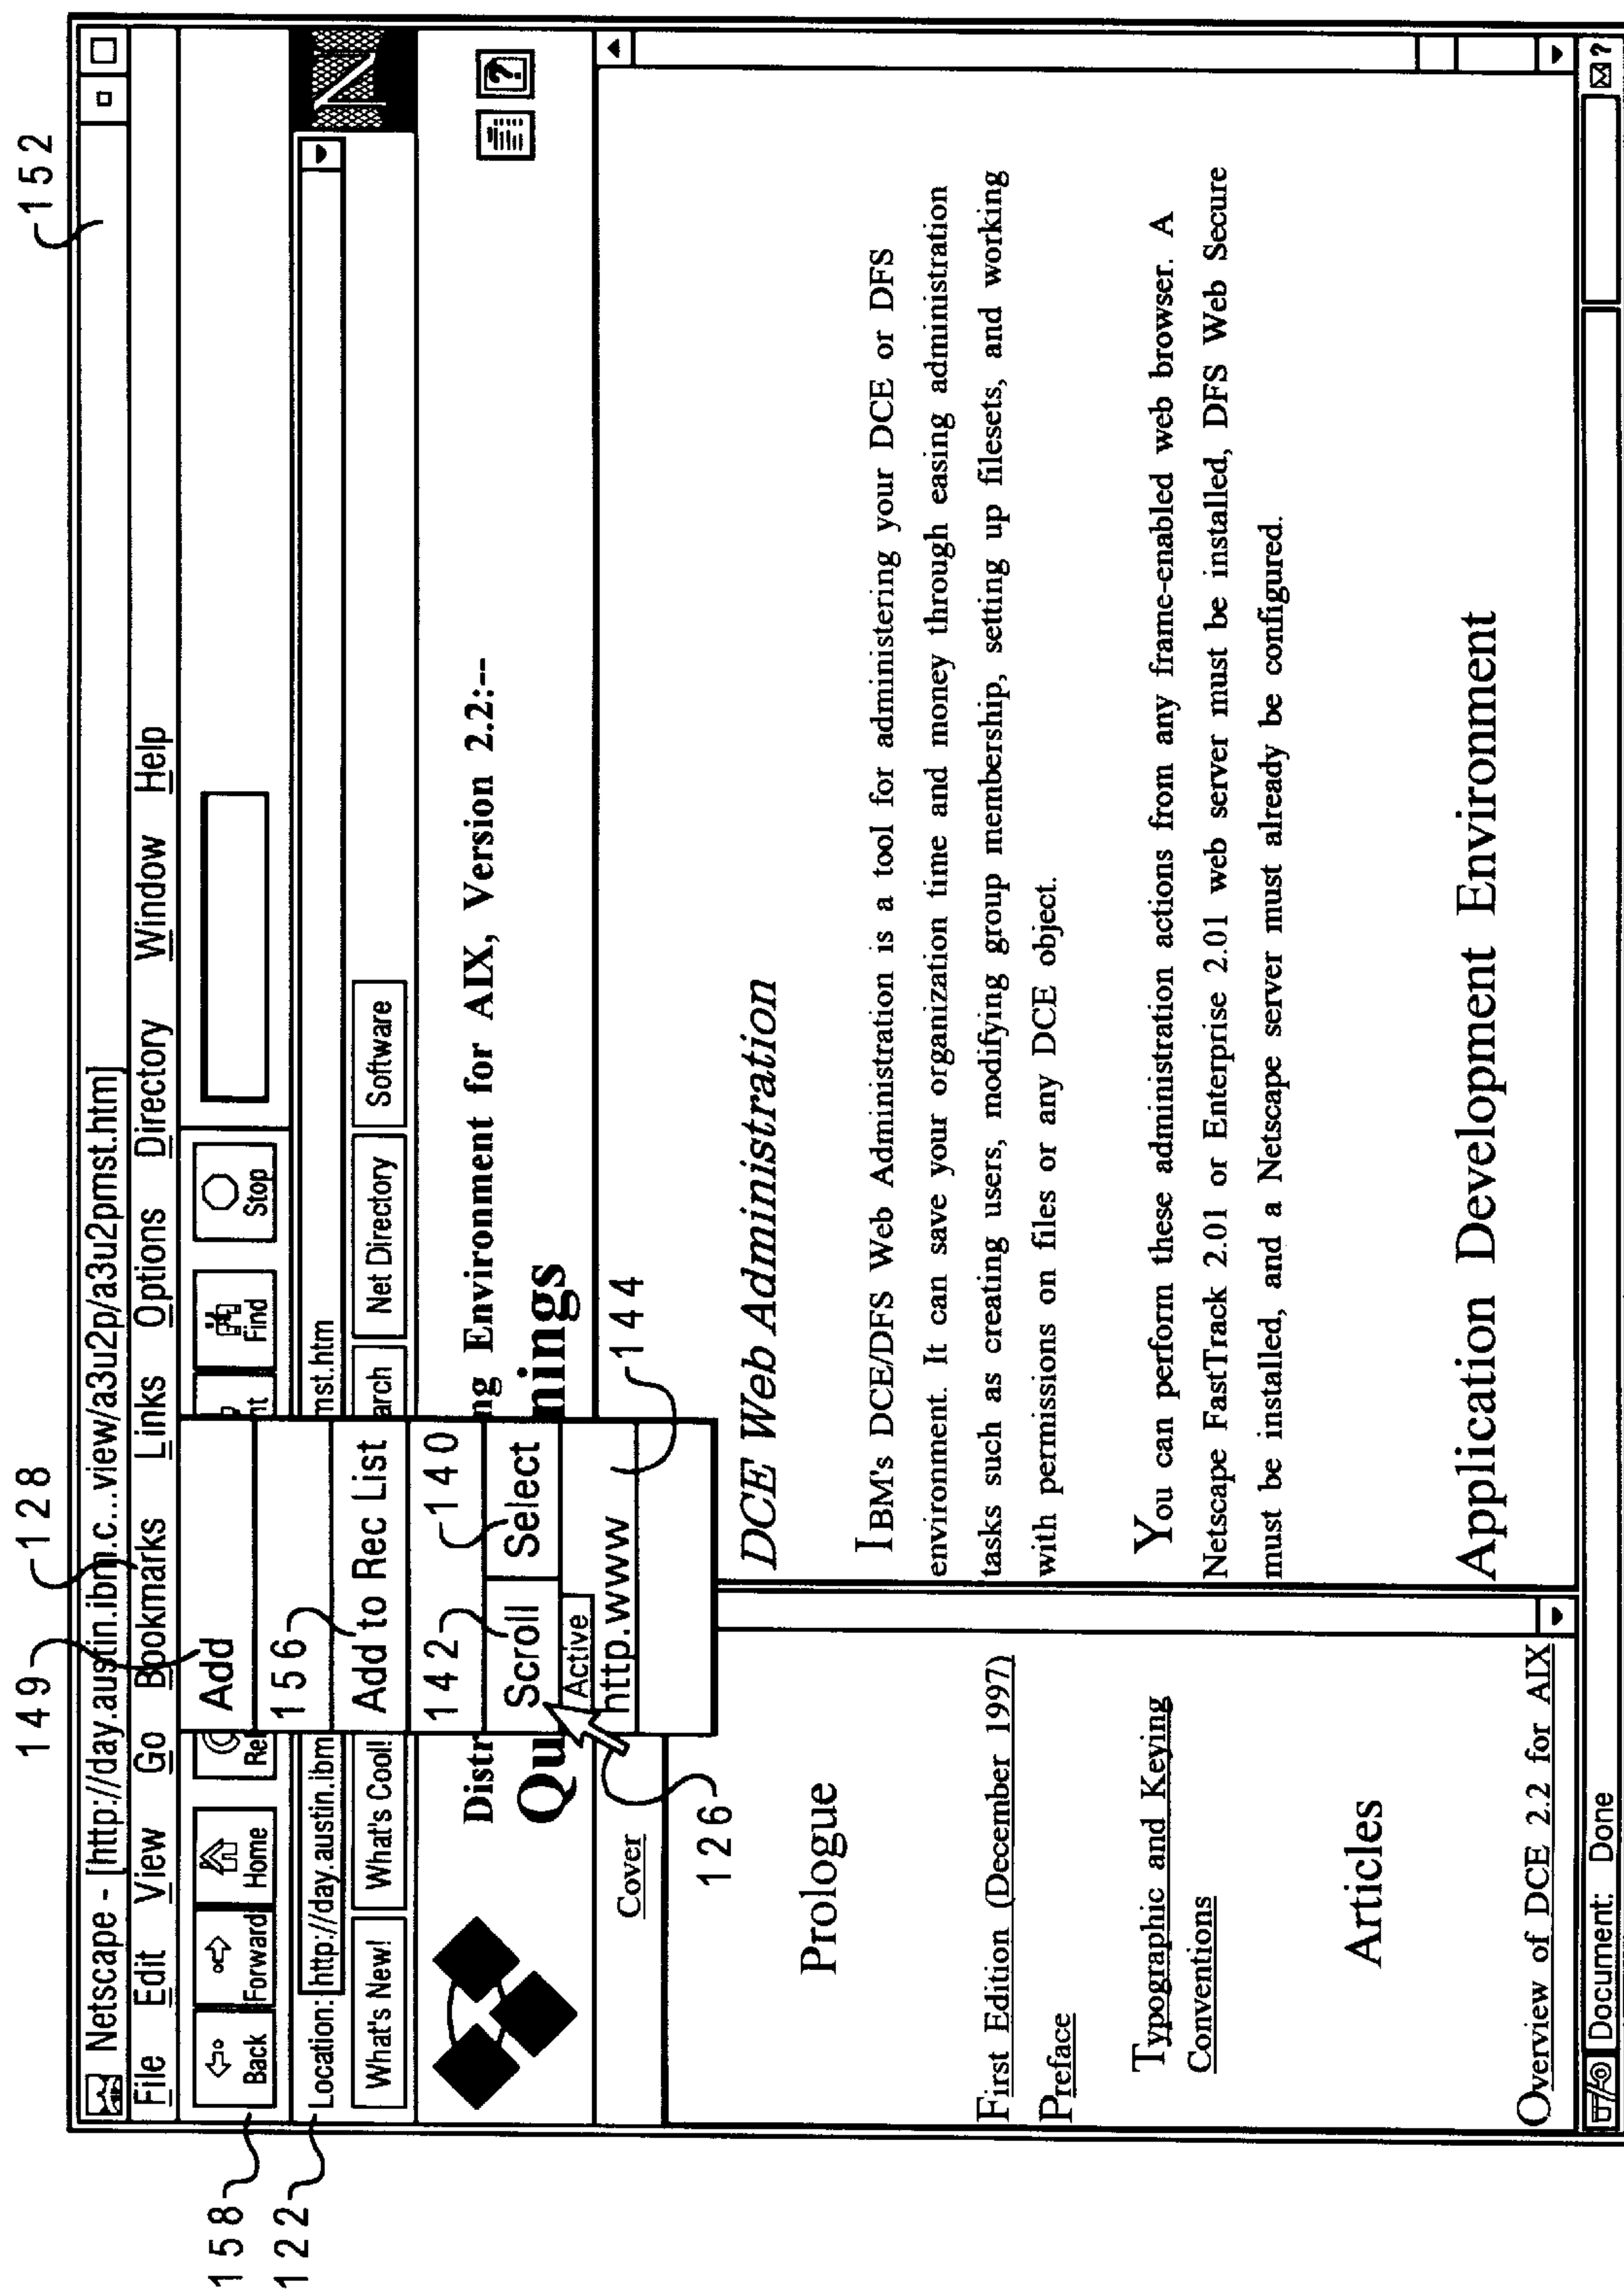 152
149 128
Netscape - [http://day.austin.ibm.c...view/a3u2p/a3u2pmst.htm]
File Edit View Go Bookmarks Links Options Directory Window Help
158
Back Forward Home Re Add nt Find Stop
156
122
Location: http://day.austin.ibm mst.htm
Add to Rec List
What's New! What's Cool! arch Net Directory Software
142 140
Distr ng Environment for AIX, Version 2.2:--
Scroll Select
Qu nings
Active
http.www
144
126
Cover
Prologue
First Edition (December 1997)
Preface
Typographic and Keying
Conventions
Articles
Overview of DCE 2.2 for AIX
DCE Web Administration
IBM's DCE/DFS Web Administration is a tool for administering your DCE or DFS
environment. It can save your organization time and money through easing administration
tasks such as creating users, modifying group membership, setting up filesets, and working
with permissions on files or any DCE object.
You can perform these administration actions from any frame-enabled web browser. A
Netscape FastTrack 2.01 or Enterprise 2.01 web server must be installed, DFS Web Secure
must be installed, and a Netscape server must already be configured.
Application Development Environment
Document: Done
?